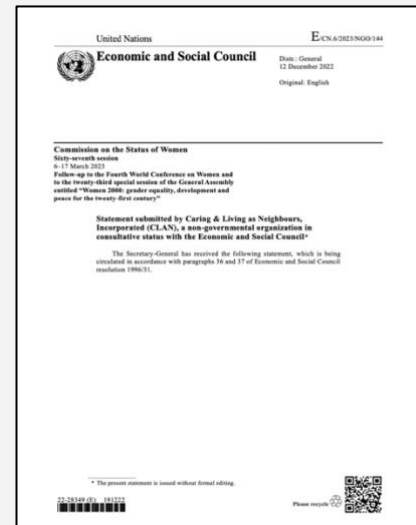 United Nations
E/CN.6/2023/NGO/144
Economic and Social Council
Distr.: General
12 December 2022
Original: English
Commission on the Status of Women
Sixty-seventh session
6–17 March 2023
Follow-up to the Fourth World Conference on Women and
to the twenty-third special session of the General Assembly
entitled “Women 2000: gender equality, development and
peace for the twenty-first century”
Statement submitted by Caring & Living as Neighbours,
Incorporated (CLAN), a non-governmental organization in
consultative status with the Economic and Social Council*
The Secretary-General has received the following statement, which is being
circulated in accordance with paragraphs 36 and 37 of Economic and Social Council
resolution 1996/31.
* The present statement is issued without formal editing.
22-28349 (E) 191222
Please recycle